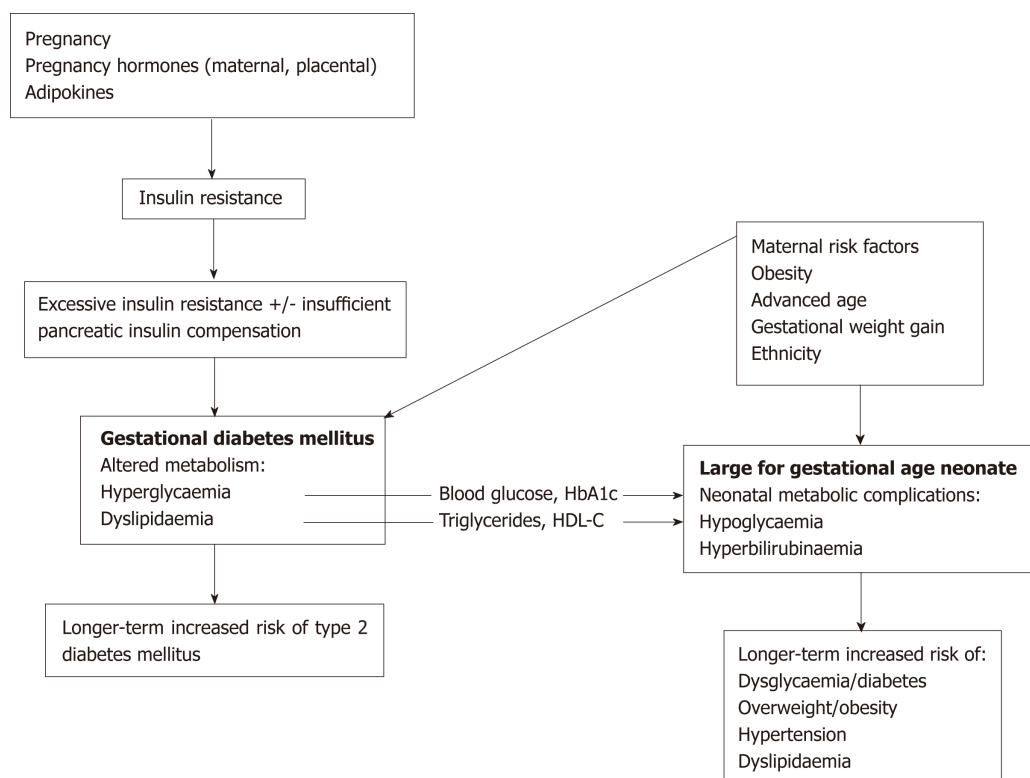 Pregnancy
Pregnancy hormones (maternal, placental)
Adipokines
Insulin resistance
Excessive insulin resistance +/- insufficient
pancreatic insulin compensation
Maternal risk factors
Obesity
Advanced age
Gestational weight gain
Ethnicity
Gestational diabetes mellitus
Altered metabolism:
Hyperglycaemia
Dyslipidaemia
Blood glucose, HbA1c
Triglycerides, HDL-C
Large for gestational age neonate
Neonatal metabolic complications:
Hypoglycaemia
Hyperbilirubinaemia
Longer-term increased risk of type 2
diabetes mellitus
Longer-term increased risk of:
Dysglycaemia/diabetes
Overweight/obesity
Hypertension
Dyslipidaemia